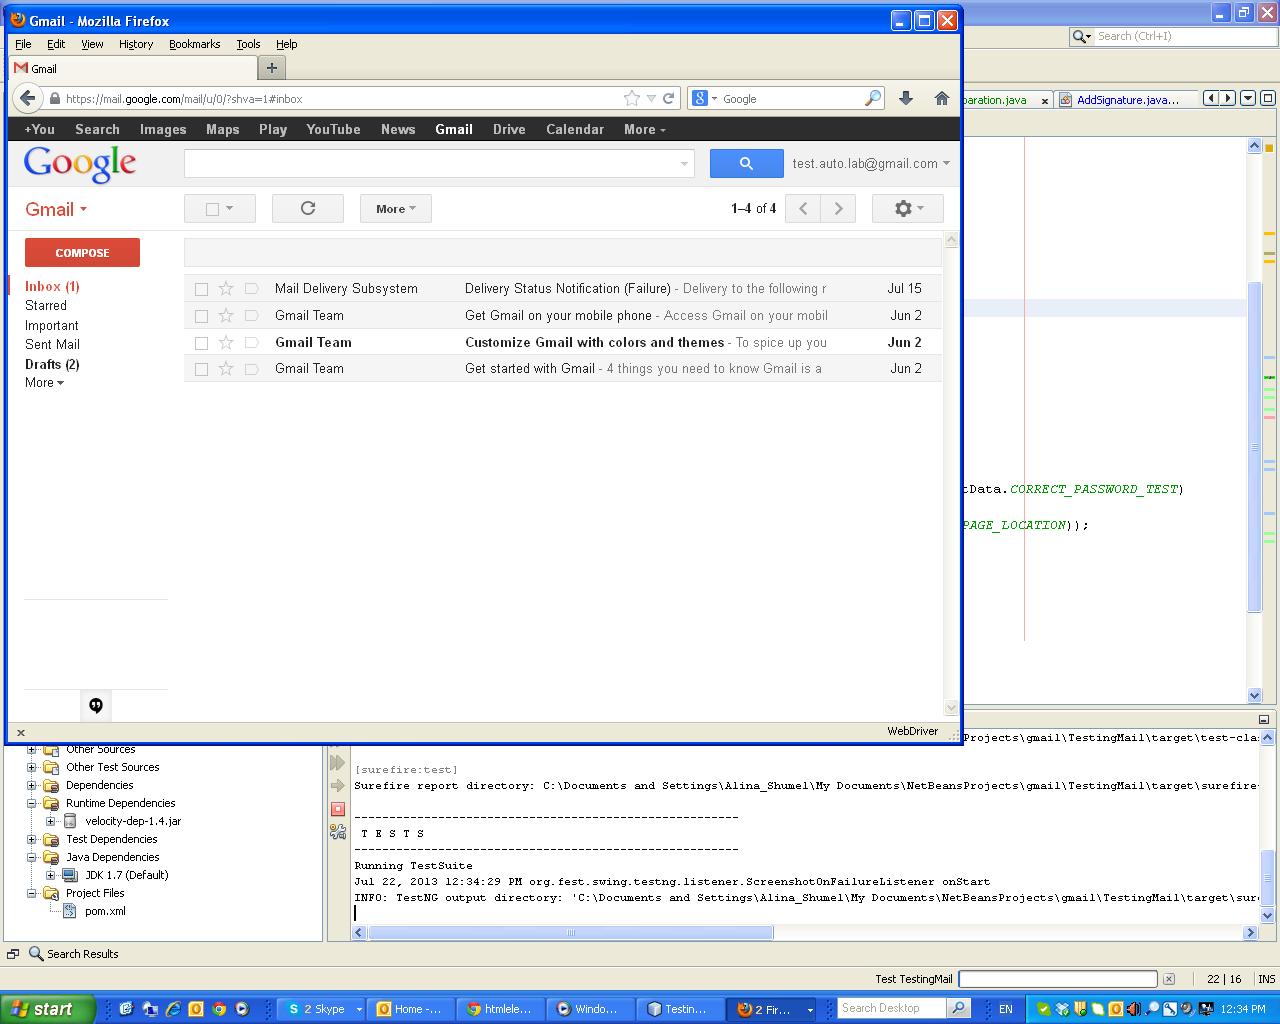 Gmail - Mozilla Firefox
File Edit View History Bookmarks Tools Help
Search (Ctrl+I)
Gmail
https://mail.google.com/mail/u/0/?shva=1#inbox
Google
paration.java
AddSignature.java...
+You Search Images Maps Play YouTube News Gmail Drive Calendar More
Google
test.auto.lab@gmail.com
Gmail
More
1–4 of 4
COMPOSE
Inbox (1)
Starred
Important
Sent Mail
Drafts (2)
More
Mail Delivery Subsystem Delivery Status Notification (Failure) - Delivery to the following r Jul 15
Gmail Team Get Gmail on your mobile phone - Access Gmail on your mobil Jun 2
Gmail Team Customize Gmail with colors and themes - To spice up you Jun 2
Gmail Team Get started with Gmail - 4 things you need to know Gmail is a Jun 2
tData.CORRECT_PASSWORD_TEST)
PAGE_LOCATION));
x WebDriver
Other Sources
Other Test Sources
Dependencies
Runtime Dependencies
velocity-dep-1.4.jar
Test Dependencies
Java Dependencies
JDK 1.7 (Default)
Project Files
pom.xml
Projects\gmail\TestingMail\target\test-cla
[surefire:test]
Surefire report directory: C:\Documents and Settings\Alina_Shumel\My Documents\NetBeansProjects\gmail\TestingMail\target\surefire-
-------------------------------------------------------
T E S T S
-------------------------------------------------------
Running TestSuite
Jul 22, 2013 12:34:29 PM org.fest.swing.testng.listener.ScreenshotOnFailureListener onStart
INFO: TestNG output directory: 'C:\Documents and Settings\Alina_Shumel\My Documents\NetBeansProjects\gmail\TestingMail\target\sure
Search Results
Test TestingMail 22 | 16 INS
start 2 Skype Home -... htmlele... Windo... Testin... 2 Fir... Search Desktop EN 12:34 PM